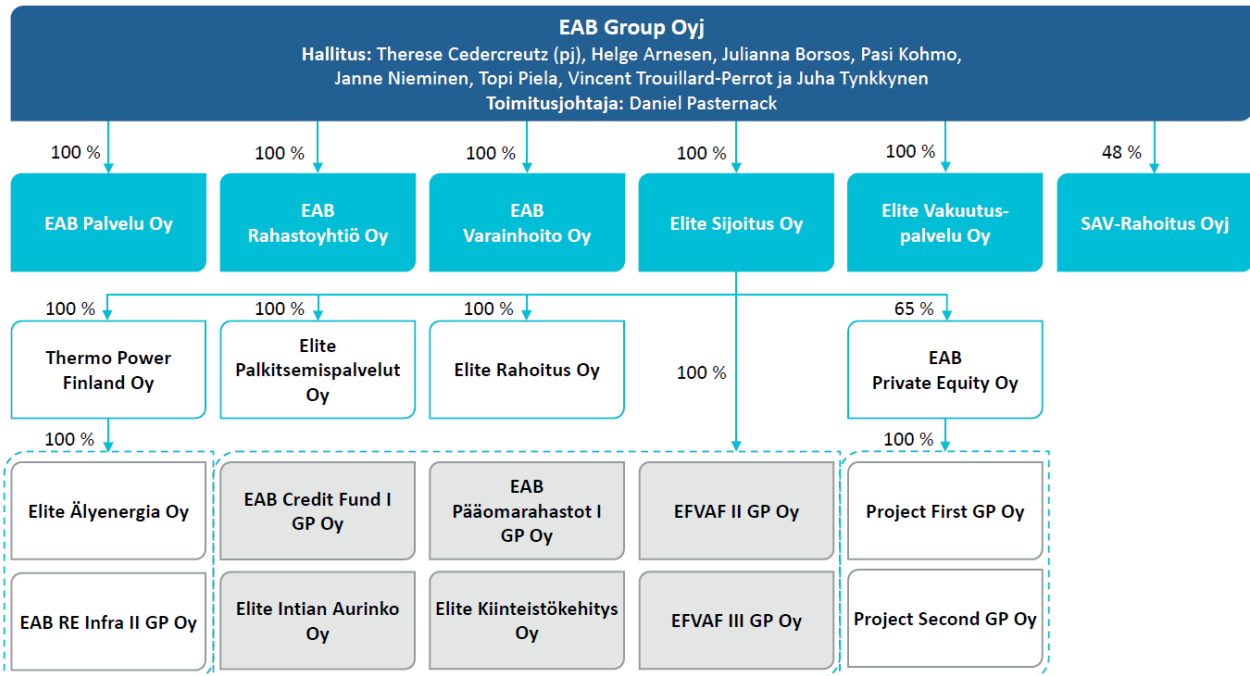 EAB Group Oyj
Hallitus: Therese Cedercreutz (pj), Helge Arnesen, Julianna Borsos, Pasi Kohmo,
Janne Nieminen, Topi Piela, Vincent Trouillard-Perrot ja Juha Tynkkynen
Toimitusjohtaja: Daniel Pasternack
100 %
100 %
100 %
100 %
100 %
48 %
EAB Palvelu Oy
EAB
Rahastoyhtiö Oy
EAB
Varainhoito Oy
Elite Sijoitus Oy
Elite Vakuutus-
palvelu Oy
SAV-Rahoitus Oyj
100 %
100 %
100 %
65 %
Thermo Power
Finland Oy
Elite
Palkitsemispalvelut
Oy
Elite Rahoitus Oy
100 %
EAB
Private Equity Oy
100 %
100 %
Elite Älyenergia Oy
EAB Credit Fund I
GP Oy
EAB
Pääomarahastot I
GP Oy
EFVAF II GP Oy
Project First GP Oy
EAB RE Infra II GP Oy
Elite Intian Aurinko
Oy
Elite Kiinteistökehitys
Oy
EFVAF III GP Oy
Project Second GP Oy